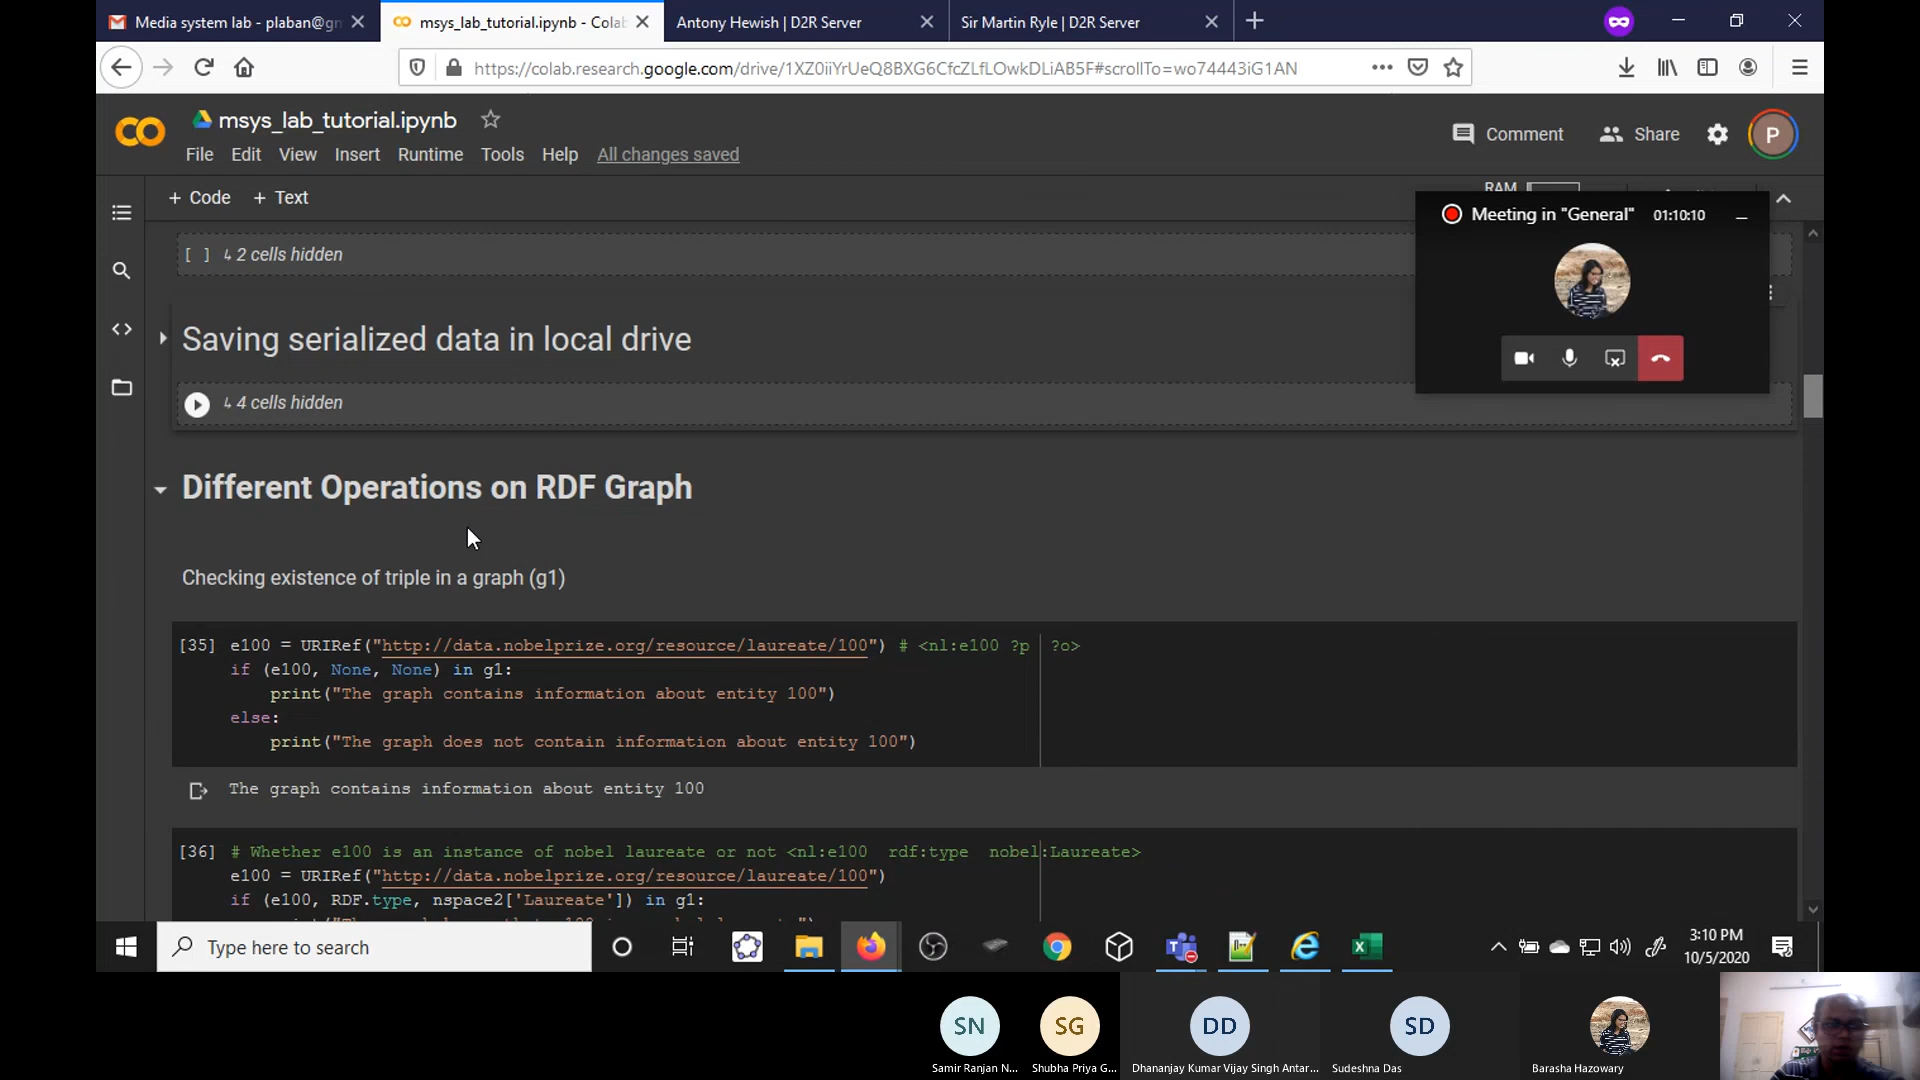 Media system lab - plaban@gm
msys_lab_tutorial.ipynb - Colab
Antony Hewish | D2R Server
Sir Martin Ryle | D2R Server
https://colab.research.google.com/drive/1XZ0iiYrUeQ8BXG6CfcZLfLOwkDLiAB5F#scrollTo=wo74443iG1AN
msys_lab_tutorial.ipynb
Comment
Share
P
File Edit View Insert Runtime Tools Help All changes saved
+ Code + Text
RAM
Meeting in "General" 01:10:10
[ ] ↳ 2 cells hidden
Saving serialized data in local drive
↳ 4 cells hidden
Different Operations on RDF Graph
Checking existence of triple in a graph (g1)
[35] e100 = URIRef("http://data.nobelprize.org/resource/laureate/100") # <nl:e100 ?p ?o>
if (e100, None, None) in g1:
print("The graph contains information about entity 100")
else:
print("The graph does not contain information about entity 100")
The graph contains information about entity 100
[36] # Whether e100 is an instance of nobel laureate or not <nl:e100 rdf:type nobel:Laureate>
e100 = URIRef("http://data.nobelprize.org/resource/laureate/100")
if (e100, RDF.type, nspace2['Laureate']) in g1:
Type here to search
3:10 PM
10/5/2020
SN
SG
DD
SD
Samir Ranjan N...
Shubha Priya G...
Dhananjay Kumar Vijay Singh Antar...
Sudeshna Das
Barasha Hazowary